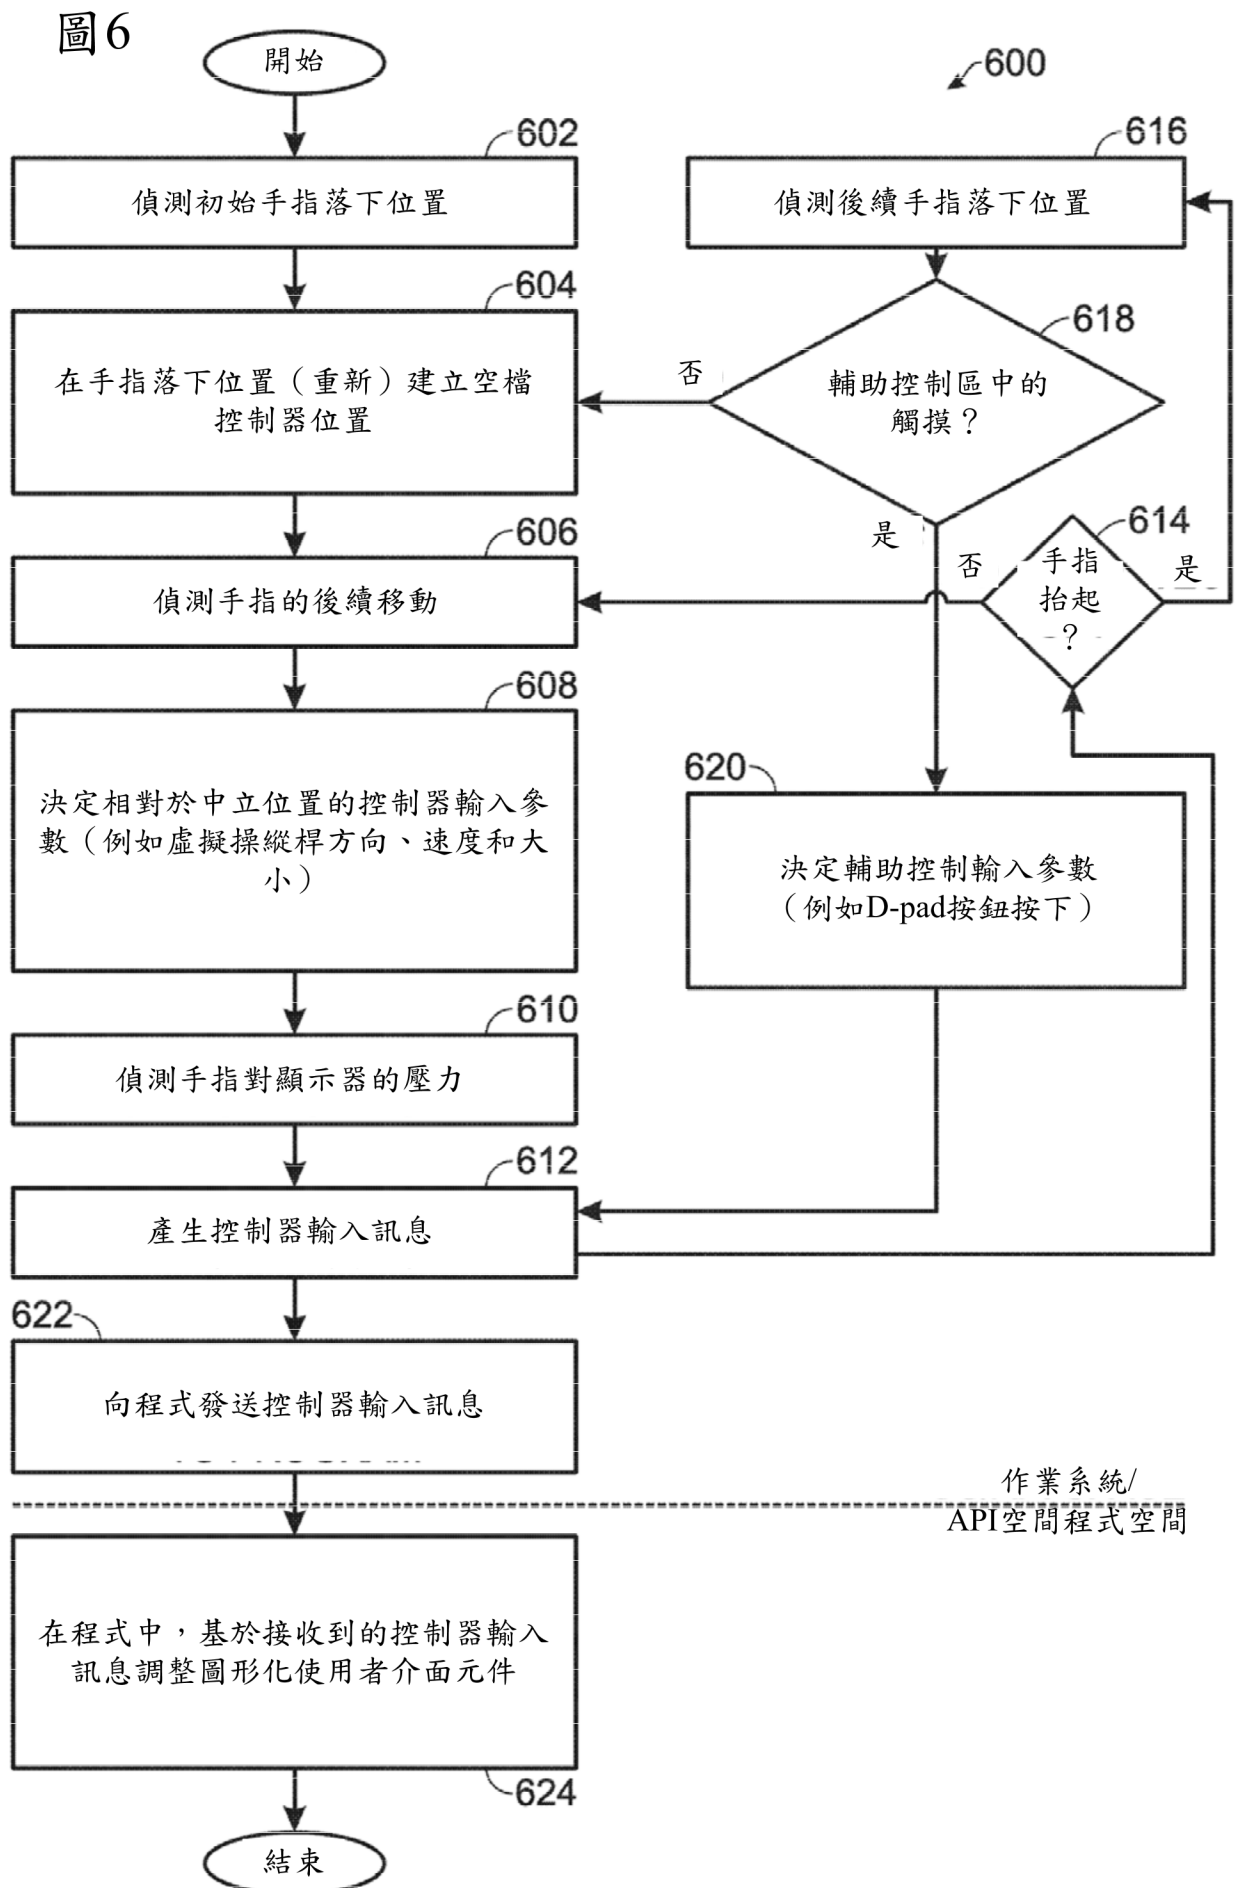 圖6
開始
600
602
偵測初始手指落下位置
604
在手指落下位置（重新）建立空檔
控制器位置
606
偵測手指的後續移動
608
決定相對於中立位置的控制器輸入參
數（例如虛擬操縱桿方向、速度和大
小）
610
偵測手指對顯示器的壓力
612
產生控制器輸入訊息
622
向程式發送控制器輸入訊息
616
偵測後續手指落下位置
618
輔助控制區中的
觸摸？
否
是
614
手指
抬起
？
否
是
620
決定輔助控制輸入參數
（例如D-pad按鈕按下）
作業系統/
API空間程式空間
在程式中，基於接收到的控制器輸入
訊息調整圖形化使用者介面元件
624
結束